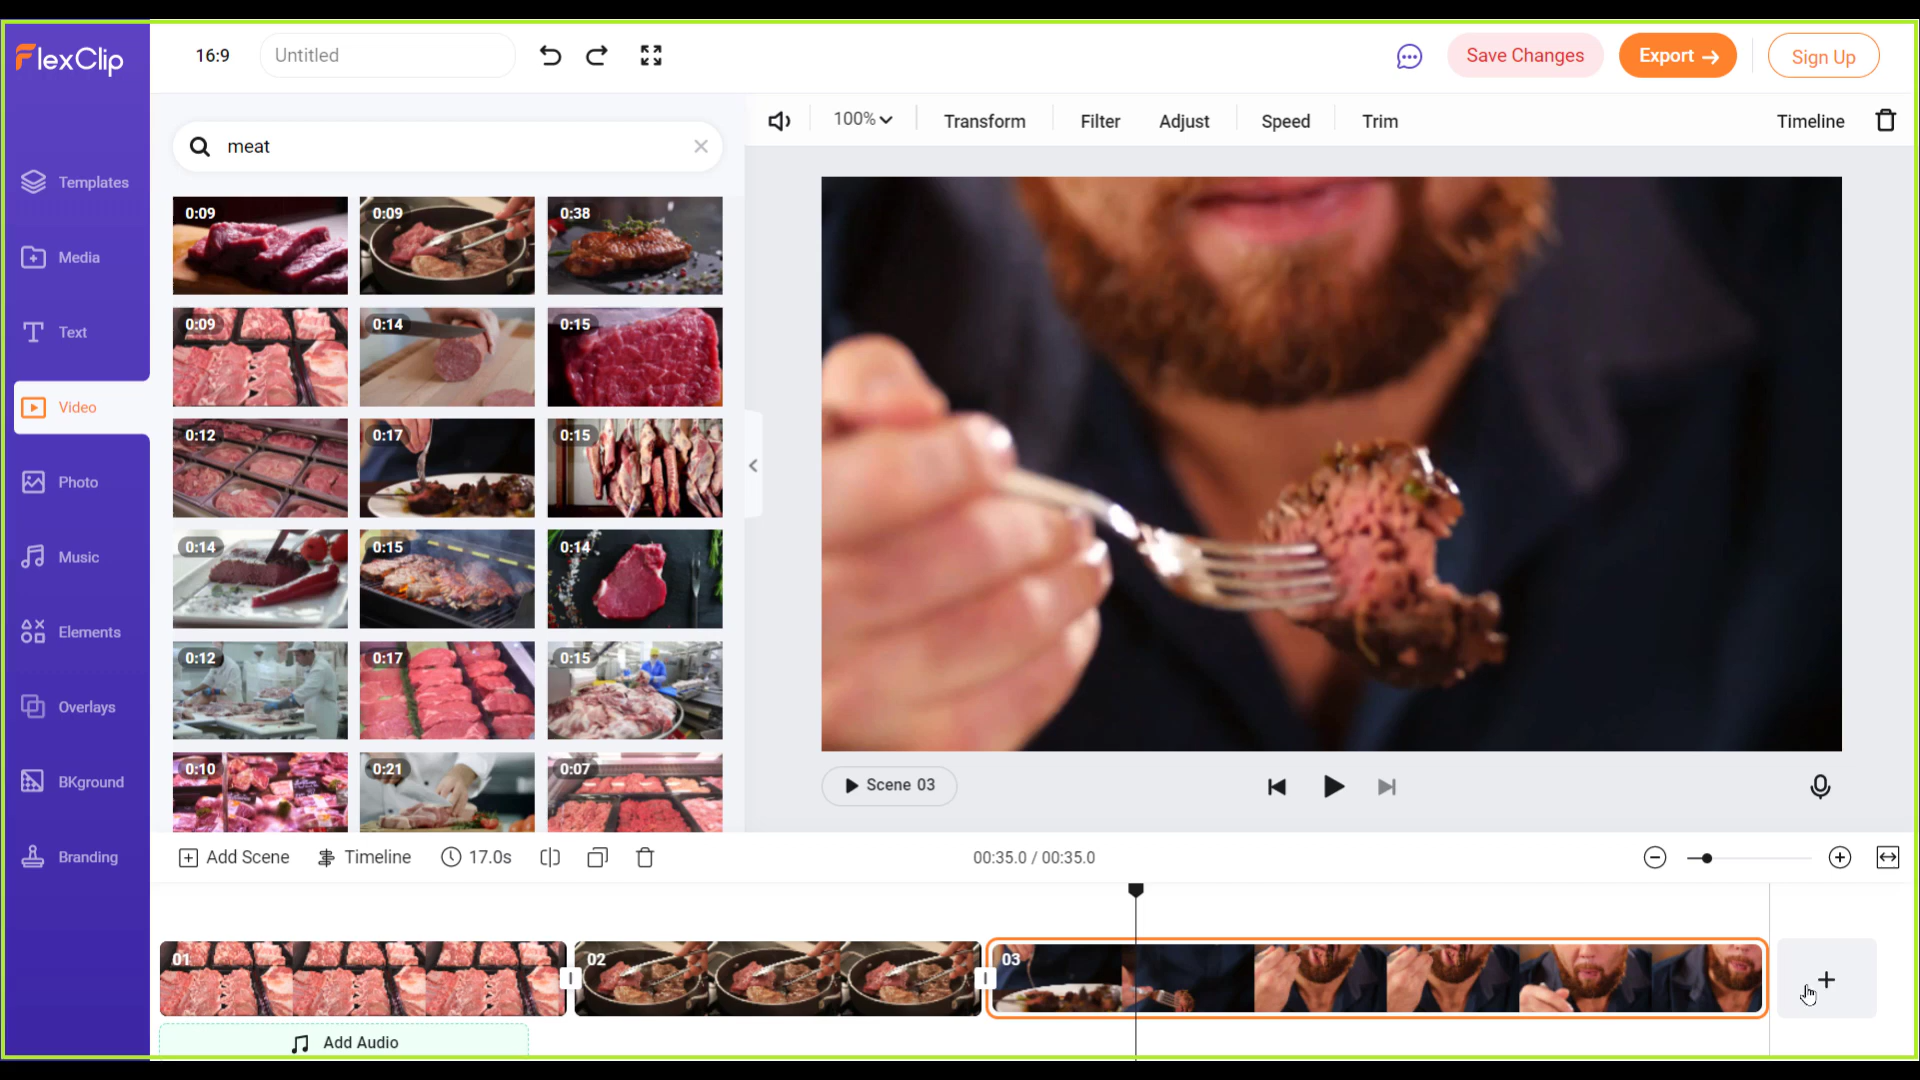 FlexClip
16:9
Untitled
Save Changes
Export
Sign Up
Templates
Media
Text
Video
Photo
Music
Elements
Overlays
BKground
Branding
meat
0:09
0:09
0:38
0:09
0:14
0:15
0:12
0:17
0:15
0:14
0:15
0:14
0:12
0:17
0:15
0:10
0:21
0:07
100%
Transform
Filter
Adjust
Speed
Trim
Timeline
Scene 03
Add Scene
Timeline
17.0s
00:35.0 / 00:35.0
01
02
03
Add Audio